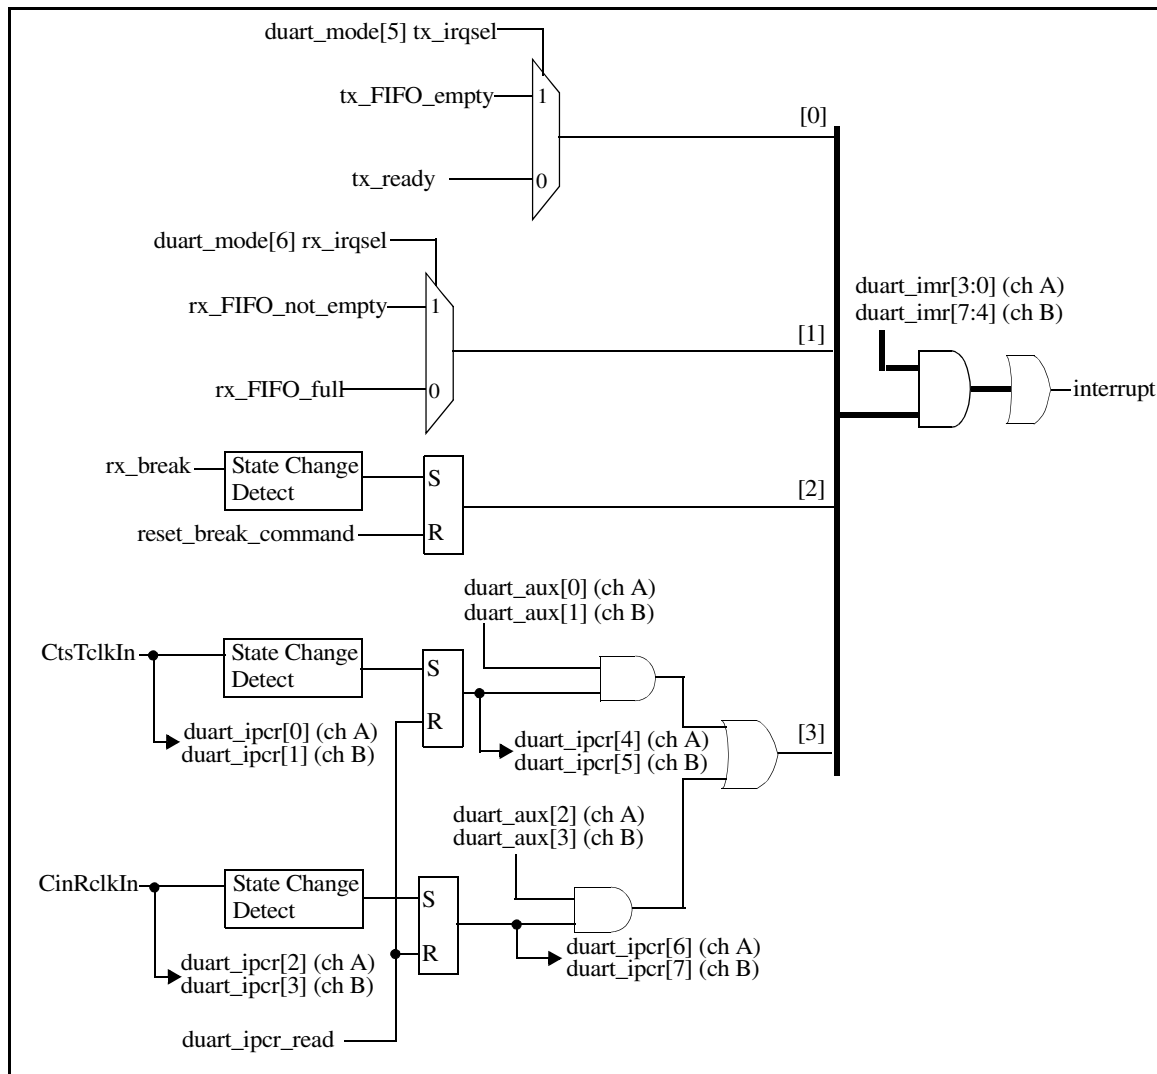 duart_mode[5] tx_irqsel
tx_FIFO_empty
1
[0]
tx_ready
0
duart_mode[6] rx_irqsel
rx_FIFO_not_empty
1
duart_imr[3:0] (ch A)
duart_imr[7:4] (ch B)
[1]
rx_FIFO_full
0
interrupt
rx_break
State Change
Detect
S
[2]
reset_break_command
R
duart_aux[0] (ch A)
duart_aux[1] (ch B)
CtsTclkIn
State Change
Detect
S
R
duart_ipcr[0] (ch A)
duart_ipcr[1] (ch B)
duart_ipcr[4] (ch A)
duart_ipcr[5] (ch B)
[3]
duart_aux[2] (ch A)
duart_aux[3] (ch B)
CinRclkIn
State Change
Detect
S
R
duart_ipcr[6] (ch A)
duart_ipcr[7] (ch B)
duart_ipcr[2] (ch A)
duart_ipcr[3] (ch B)
duart_ipcr_read